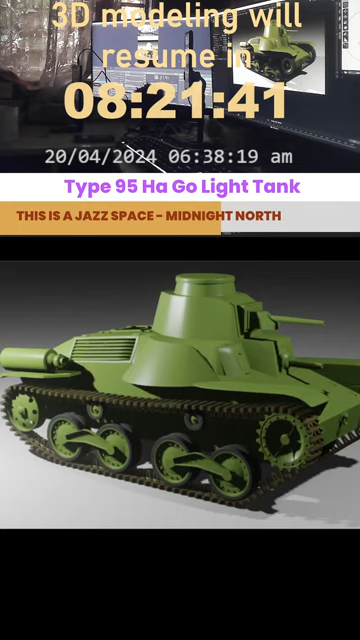 3D modeling will
resume in
08:21:41
20/04/2024 06:38:19 am
Type 95 Ha Go Light Tank
THIS IS A JAZZ SPACE - MIDNIGHT NORTH